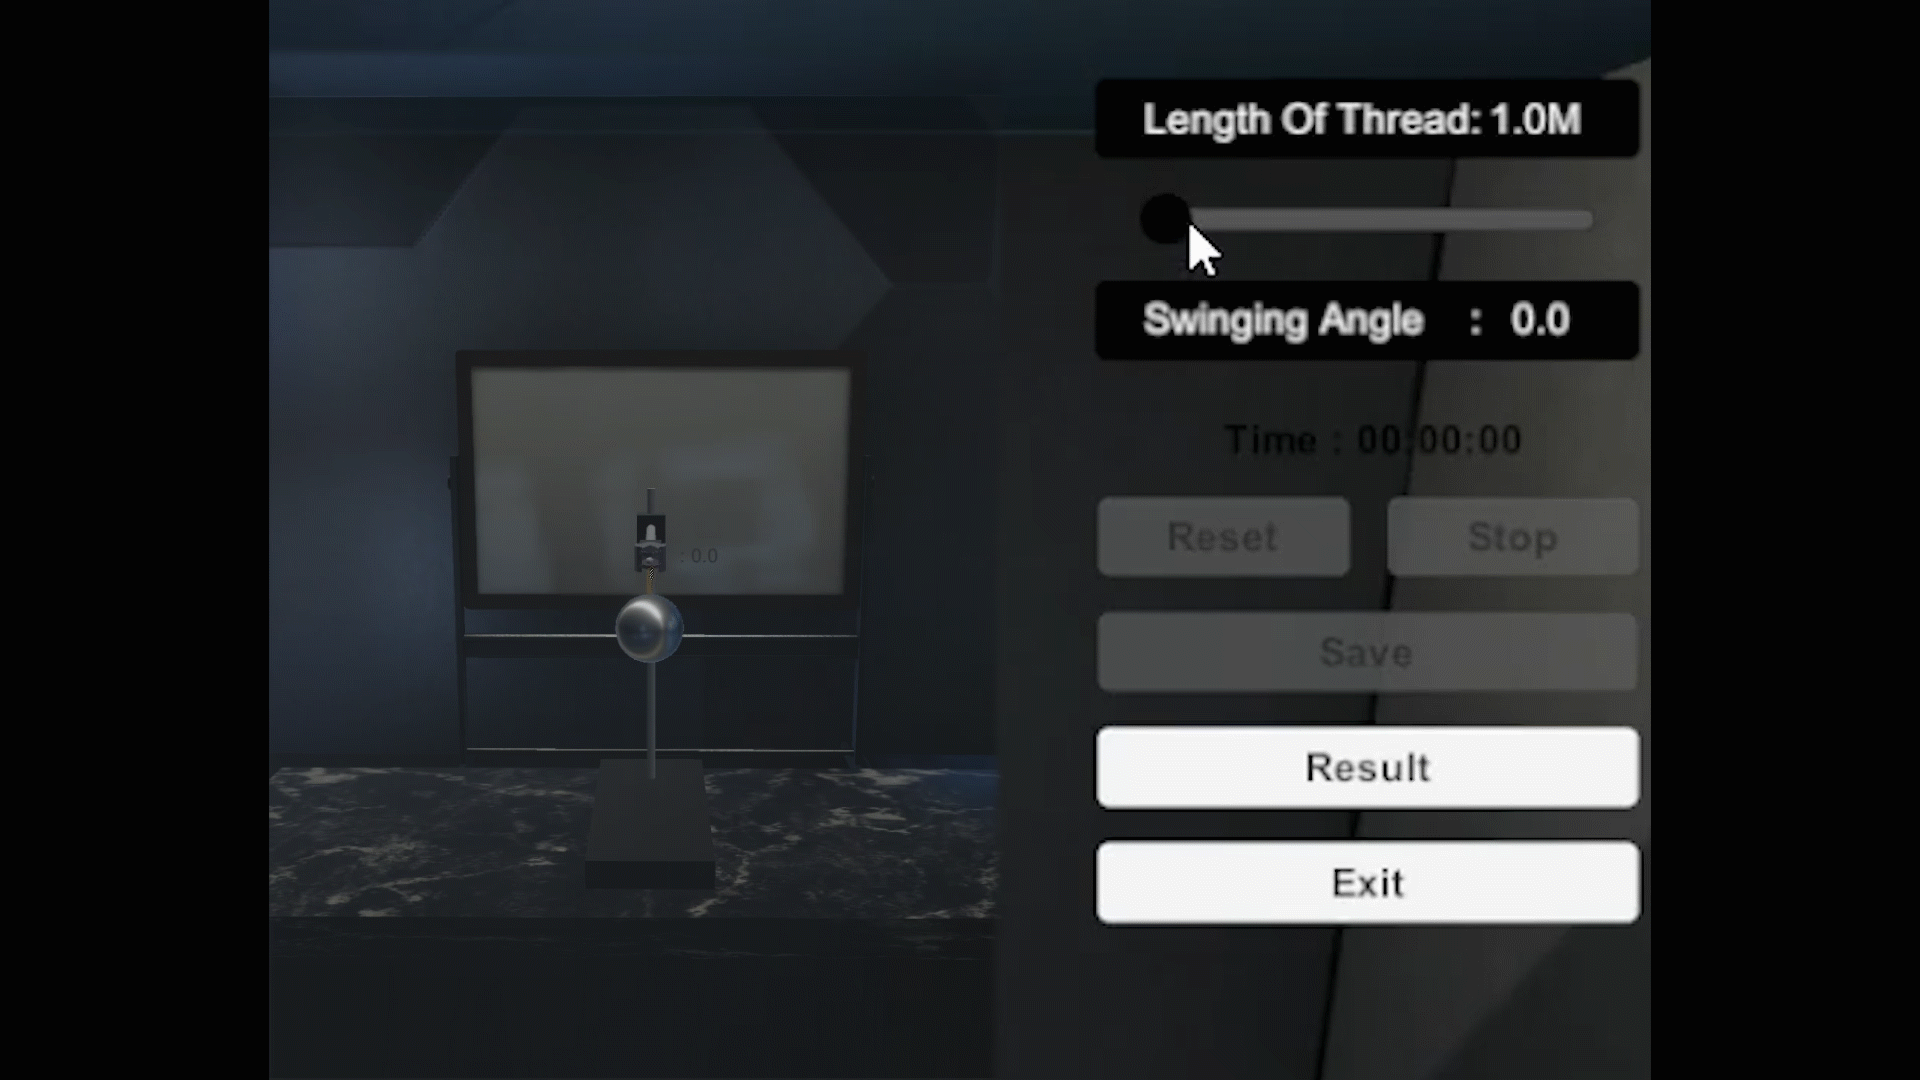 Length Of Thread: 1.0M
Swinging Angle : 0.0
Time : 00:00:00
: 0.0
Reset Stop
Save
Result
Exit